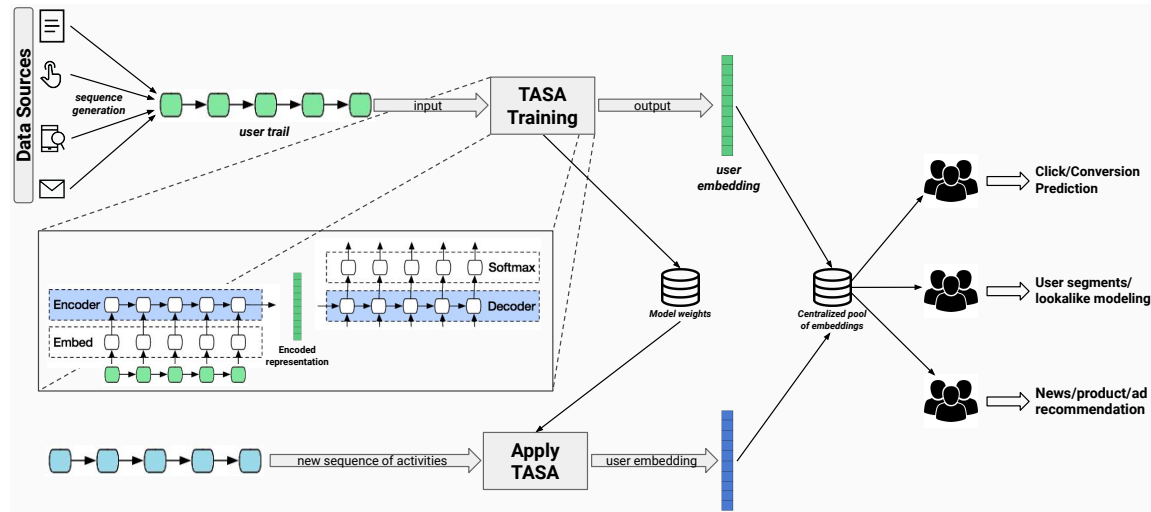 Data Sources
sequence
generation
user trail
input
TASA
Training
output
user
embedding
Click/Conversion
Prediction
User segments/
lookalike modeling
News/product/ad
recommendation
Softmax
Decoder
Encoder
Embed
Encoded
representation
Model weights
Centralized pool
of embeddings
new sequence of activities
Apply
TASA
user embedding